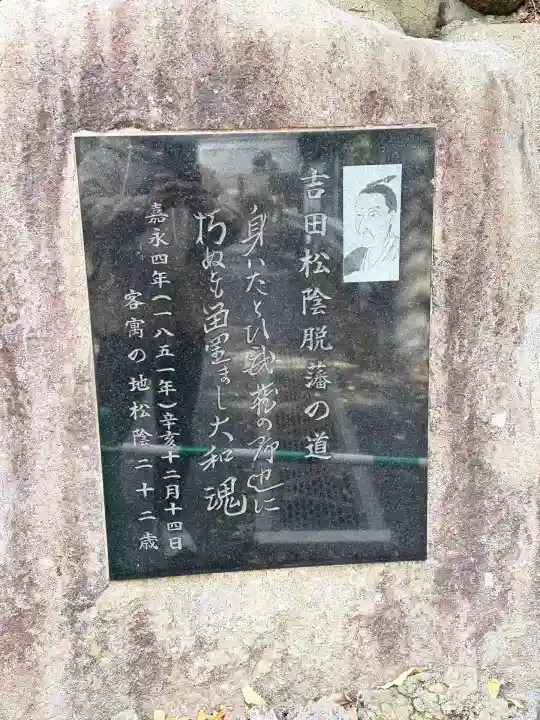 吉田松陰脱藩の道
身ハたとひ武蔵の野辺に
朽ぬとも留置まし大和魂
嘉永四年(一八五一年)辛亥十二月十四日
客寓の地松陰二十二歳